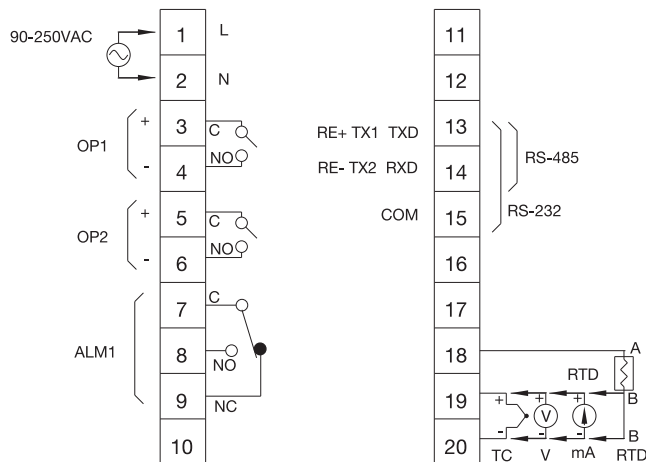 90-250VAC
1 L
2 N
OP1 + 3 C
- 4 NO
OP2 + 5 C
- 6 NO
ALM1
7 C
8 NO
9 NC
10
11
12
RE+ TX1 TXD 13
RE- TX2 RXD 14
RS-485
COM 15 RS-232
16
17
18 A
RTD
19 + + + B
V
20 - - - B
TC V mA RTD